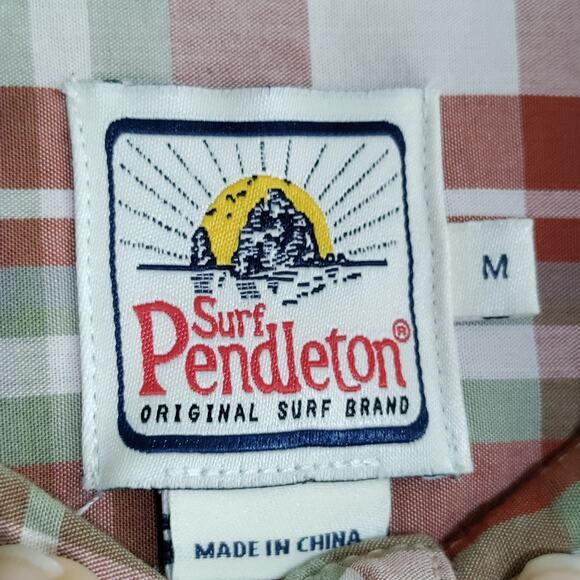 Surf
Pendleton®
ORIGINAL SURF BRAND
M
MADE IN CHINA